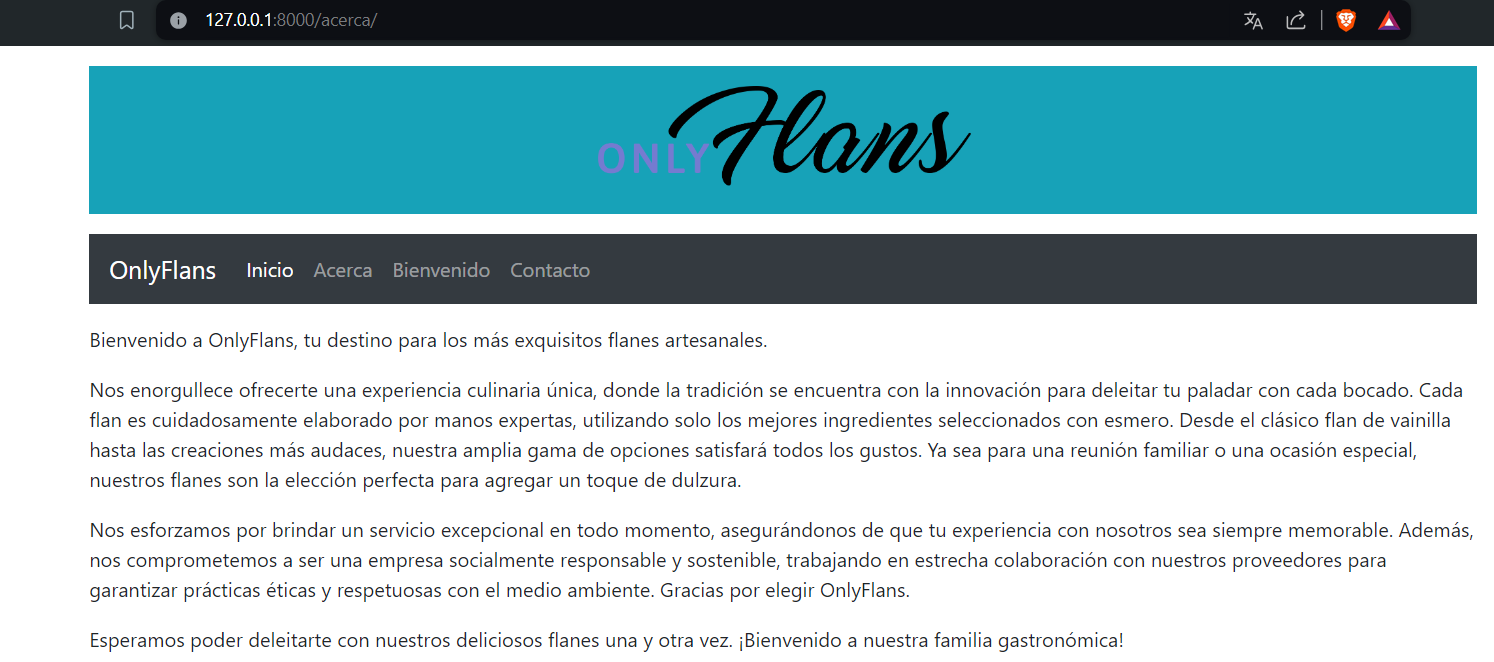 127.0.0.1:8000/acerca/
ONLY Flans
OnlyFlans Inicio Acerca Bienvenido Contacto
Bienvenido a OnlyFlans, tu destino para los más exquisitos flanes artesanales.
Nos enorgullece ofrecerte una experiencia culinaria única, donde la tradición se encuentra con la innovación para deleitar tu paladar con cada bocado. Cada
flan es cuidadosamente elaborado por manos expertas, utilizando solo los mejores ingredientes seleccionados con esmero. Desde el clásico flan de vainilla
hasta las creaciones más audaces, nuestra amplia gama de opciones satisfará todos los gustos. Ya sea para una reunión familiar o una ocasión especial,
nuestros flanes son la elección perfecta para agregar un toque de dulzura.
Nos esforzamos por brindar un servicio excepcional en todo momento, asegurándonos de que tu experiencia con nosotros sea siempre memorable. Además,
nos comprometemos a ser una empresa socialmente responsable y sostenible, trabajando en estrecha colaboración con nuestros proveedores para
garantizar prácticas éticas y respetuosas con el medio ambiente. Gracias por elegir OnlyFlans.
Esperamos poder deleitarte con nuestros deliciosos flanes una y otra vez. ¡Bienvenido a nuestra familia gastronómica!